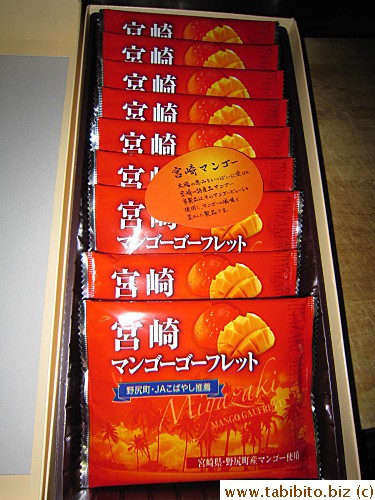 宮崎
宮崎
宮崎
宮崎
宮崎
宮崎マンゴー
宮崎
マンゴーゴーフレット
宮崎
宮崎
マンゴーゴーフレット
野尻町・JAこばやし推薦
Miyazaki
MANGO GAUFRETTE
宮崎県・野尻町産マンゴー使用
www.tabibito.biz (c)